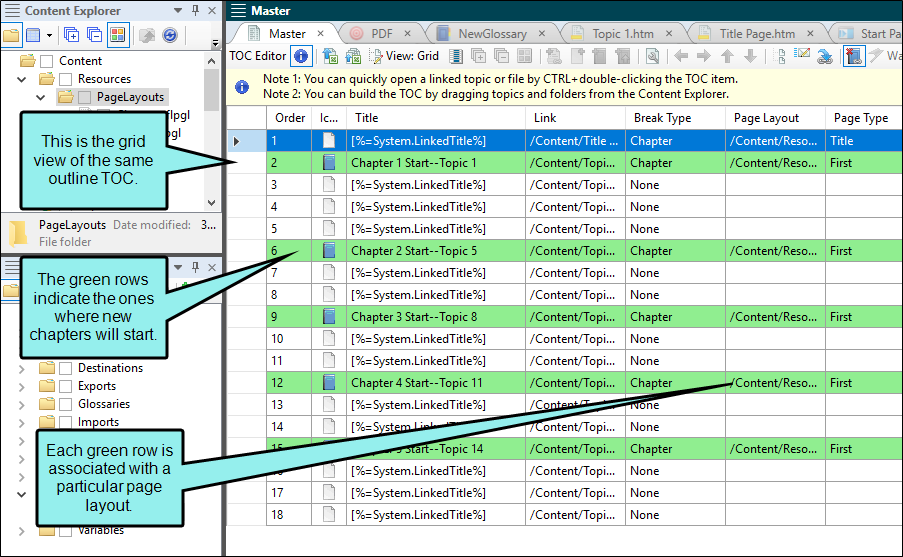 Content Explorer
Content
Resources
PageLayouts
flpgl
pgl
This is the grid
view of the same
outline TOC.
PageLayouts Date modified: 3...
File folder
The green rows
indicate the ones
where new
chapters will start.
Destinations
Exports
Glossaries
Imports
Each green row is
associated with a
particular page
layout.
Variables
Master
Master PDF NewGlossary Topic 1.htm Title Page.htm Start Pa
TOC Editor View: Grid Wa
Note 1: You can quickly open a linked topic or file by CTRL+double-clicking the TOC item.
Note 2: You can build the TOC by dragging topics and folders from the Content Explorer.
Order Ic... Title Link Break Type Page Layout Page Type
1 [%=System.LinkedTitle%] /Content/Title ... Chapter /Content/Reso... Title
2 Chapter 1 Start--Topic 1 /Content/Topi... Chapter /Content/Reso... First
3 [%=System.LinkedTitle%] /Content/Topi... None
4 [%=System.LinkedTitle%] /Content/Topi... None
5 [%=System.LinkedTitle%] /Content/Topi... None
6 Chapter 2 Start--Topic 5 /Content/Topi... Chapter /Content/Reso... First
7 [%=System.LinkedTitle%] /Content/Topi... None
8 [%=System.LinkedTitle%] /Content/Topi... None
9 Chapter 3 Start--Topic 8 /Content/Topi... Chapter /Content/Reso... First
10 [%=System.LinkedTitle%] /Content/Topi... None
11 [%=System.LinkedTitle%] /Content/Topi... None
12 Chapter 4 Start--Topic 11 /Content/Topi... Chapter /Content/Reso... First
13 [%=System.LinkedTitle%] /Content/Topi... None
14 [%=System.LinkedTitle%] /Content/Topi... None
15 Start--Topic 14 /Content/Topi... Chapter /Content/Reso... First
16 [%=System.LinkedTitle%] /Content/Topi... None
17 [%=System.LinkedTitle%] /Content/Topi... None
18 [%=System.LinkedTitle%] /Content/Topi... None